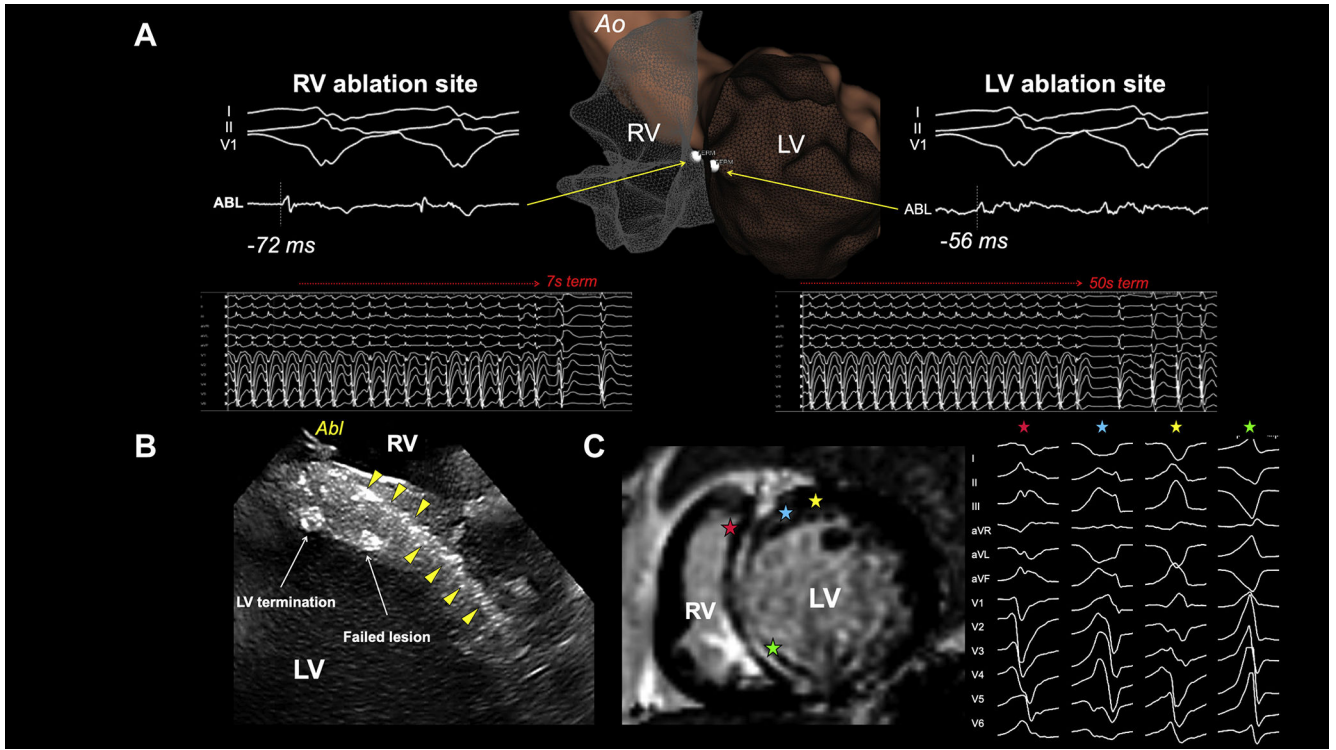 A
Ao
RV ablation site
LV ablation site
I
II
V1
RV
LV
I
II
V1
TERM
TERM
ABL
ABL
-72 ms
-56 ms
7s term
50s term
B
Abl
RV
LV termination
Failed lesion
LV
C
RV
LV
I
II
III
aVR
aVL
aVF
V1
V2
V3
V4
V5
V6